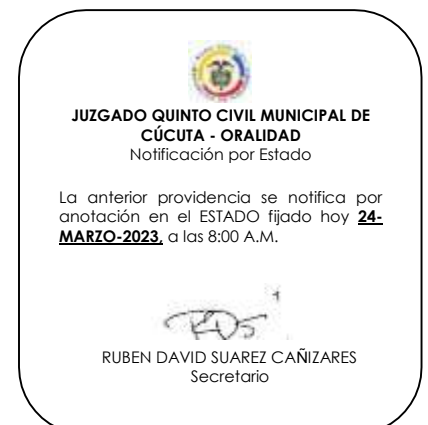 JUZGADO QUINTO CIVIL MUNICIPAL DE
CÚCUTA - ORALIDAD
Notificación por Estado
La anterior providencia se notifica por
anotación en el ESTADO fijado hoy 24-
MARZO-2023, a las 8:00 A.M.
RUBEN DAVID SUAREZ CAÑIZARES
Secretario